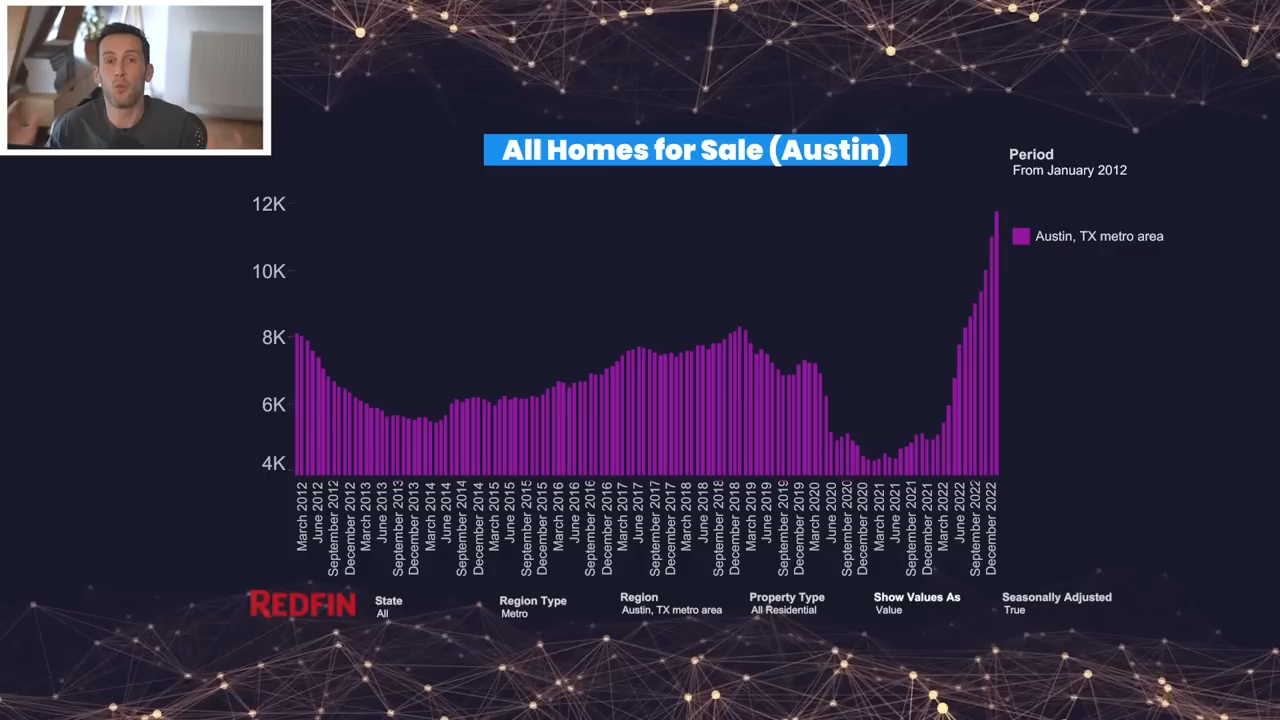 All Homes for Sale (Austin)
Period
From January 2012
Austin, TX metro area
12K
10K
8K
6K
4K
March 2012
June 2012
September 2012
December 2012
March 2013
June 2013
September 2013
December 2013
March 2014
June 2014
September 2014
December 2014
March 2015
June 2015
September 2015
December 2015
March 2016
June 2016
September 2016
December 2016
March 2017
June 2017
September 2017
December 2017
March 2018
June 2018
September 2018
December 2018
March 2019
June 2019
September 2019
December 2019
March 2020
June 2020
September 2020
December 2020
March 2021
June 2021
September 2021
December 2021
March 2022
June 2022
September 2022
December 2022
REDFIN
State
All
Region Type
Metro
Region
Austin, TX metro area
Property Type
All Residential
Show Values As
Value
Seasonally Adjusted
True